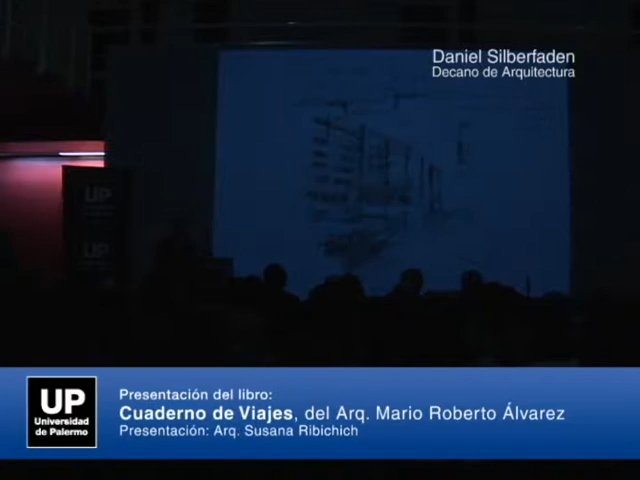 Daniel Silberfaden
Decano de Arquitectura
UP
UP
UP
Universidad
de Palermo
Presentación del libro:
Cuaderno de Viajes, del Arq. Mario Roberto Álvarez
Presentación: Arq. Susana Ribichich